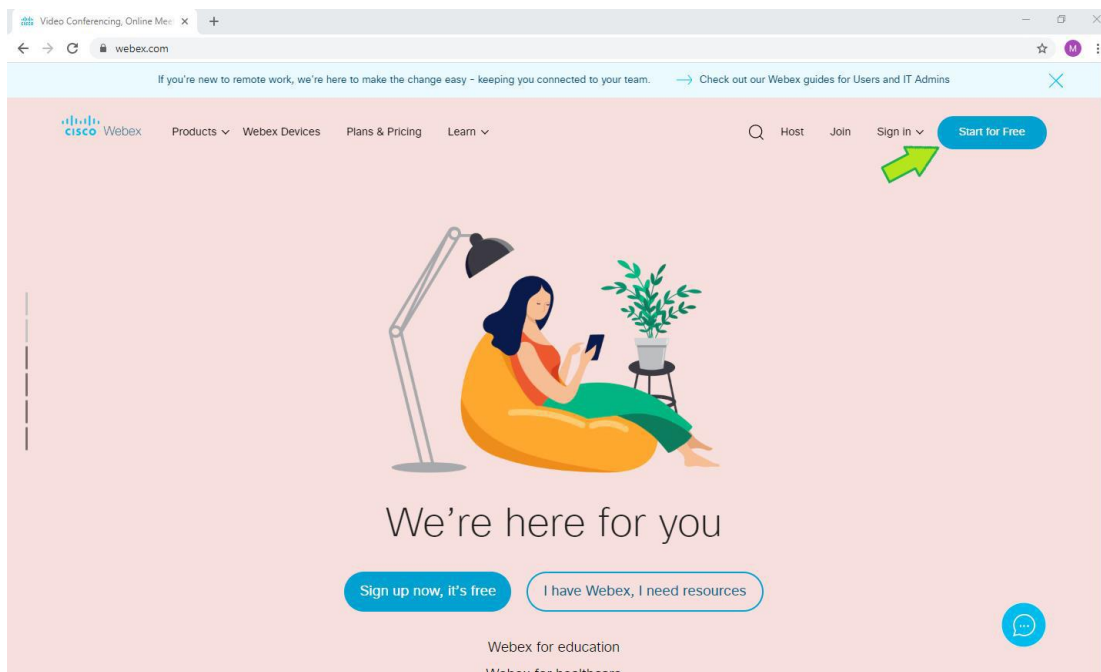 Video Conferencing, Online Mee
webex.com
M
If you're new to remote work, we're here to make the change easy - keeping you connected to your team. → Check out our Webex guides for Users and IT Admins
cisco Webex Products Webex Devices Plans & Pricing Learn Host Join Sign in Start for Free
We're here for you
Sign up now, it's free I have Webex, I need resources
Webex for education
Webex for healthcare